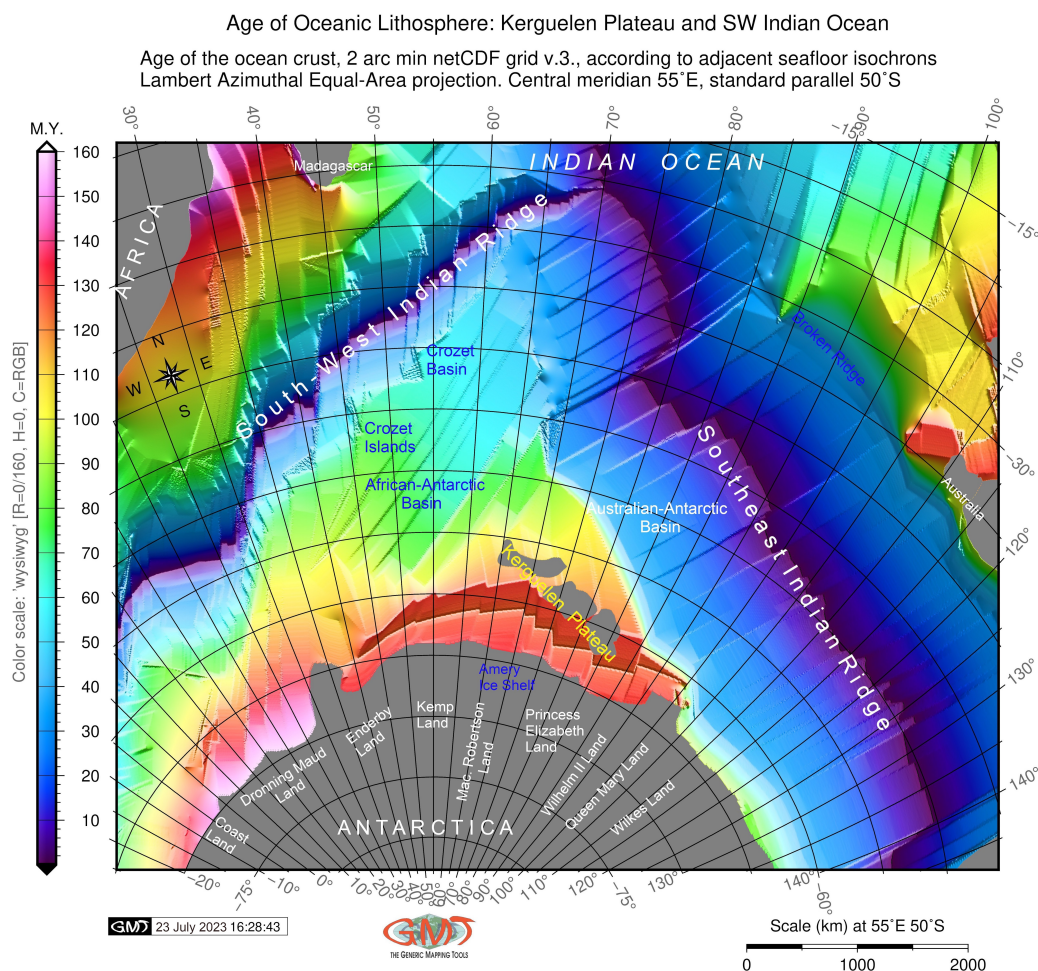 Age of Oceanic Lithosphere: Kerguelen Plateau and SW Indian Ocean
Age of the ocean crust, 2 arc min netCDF grid v.3., according to adjacent seafloor isochrons
Lambert Azimuthal Equal-Area projection. Central meridian 55˚E, standard parallel 50˚S
M.Y.
160
150
140
130
120
110
100
90
80
70
60
50
40
30
20
10
Color scale: 'wysiwyg' [R=0/160, H=0, C=RGB]
30°
40°
50°
60°
70°
80°
90°
-15°
100°
-15°
110°
-30°
120°
130°
140°
Madagascar
INDIAN OCEAN
AFRICA
N
W
E
S
South West Indian Ridge
Crozet
Basin
Crozet
Islands
African-Antarctic
Basin
Broken Ridge
Australia
Australian-Antarctic
Basin
Southeast Indian Ridge
Kerguelen Plateau
Amery
Ice Shelf
Kemp
Land
Enderby
Land
Mac. Robertson
Land
Princess
Elizabeth
Land
Dronning Maud
Land
Wilhelm II Land
Queen Mary Land
Wilkes Land
Coast
Land
ANTARCTICA
-20°
-75°
-10°
0°
10°
20°
30°
40°
50°
60°
70°
80°
90°
100°
110°
120°
-75°
130°
140°
-60°
GMT
23 July 2023 16:28:43
GMT
THE GENERIC MAPPING TOOLS
Scale (km) at 55˚E 50˚S
0
1000
2000